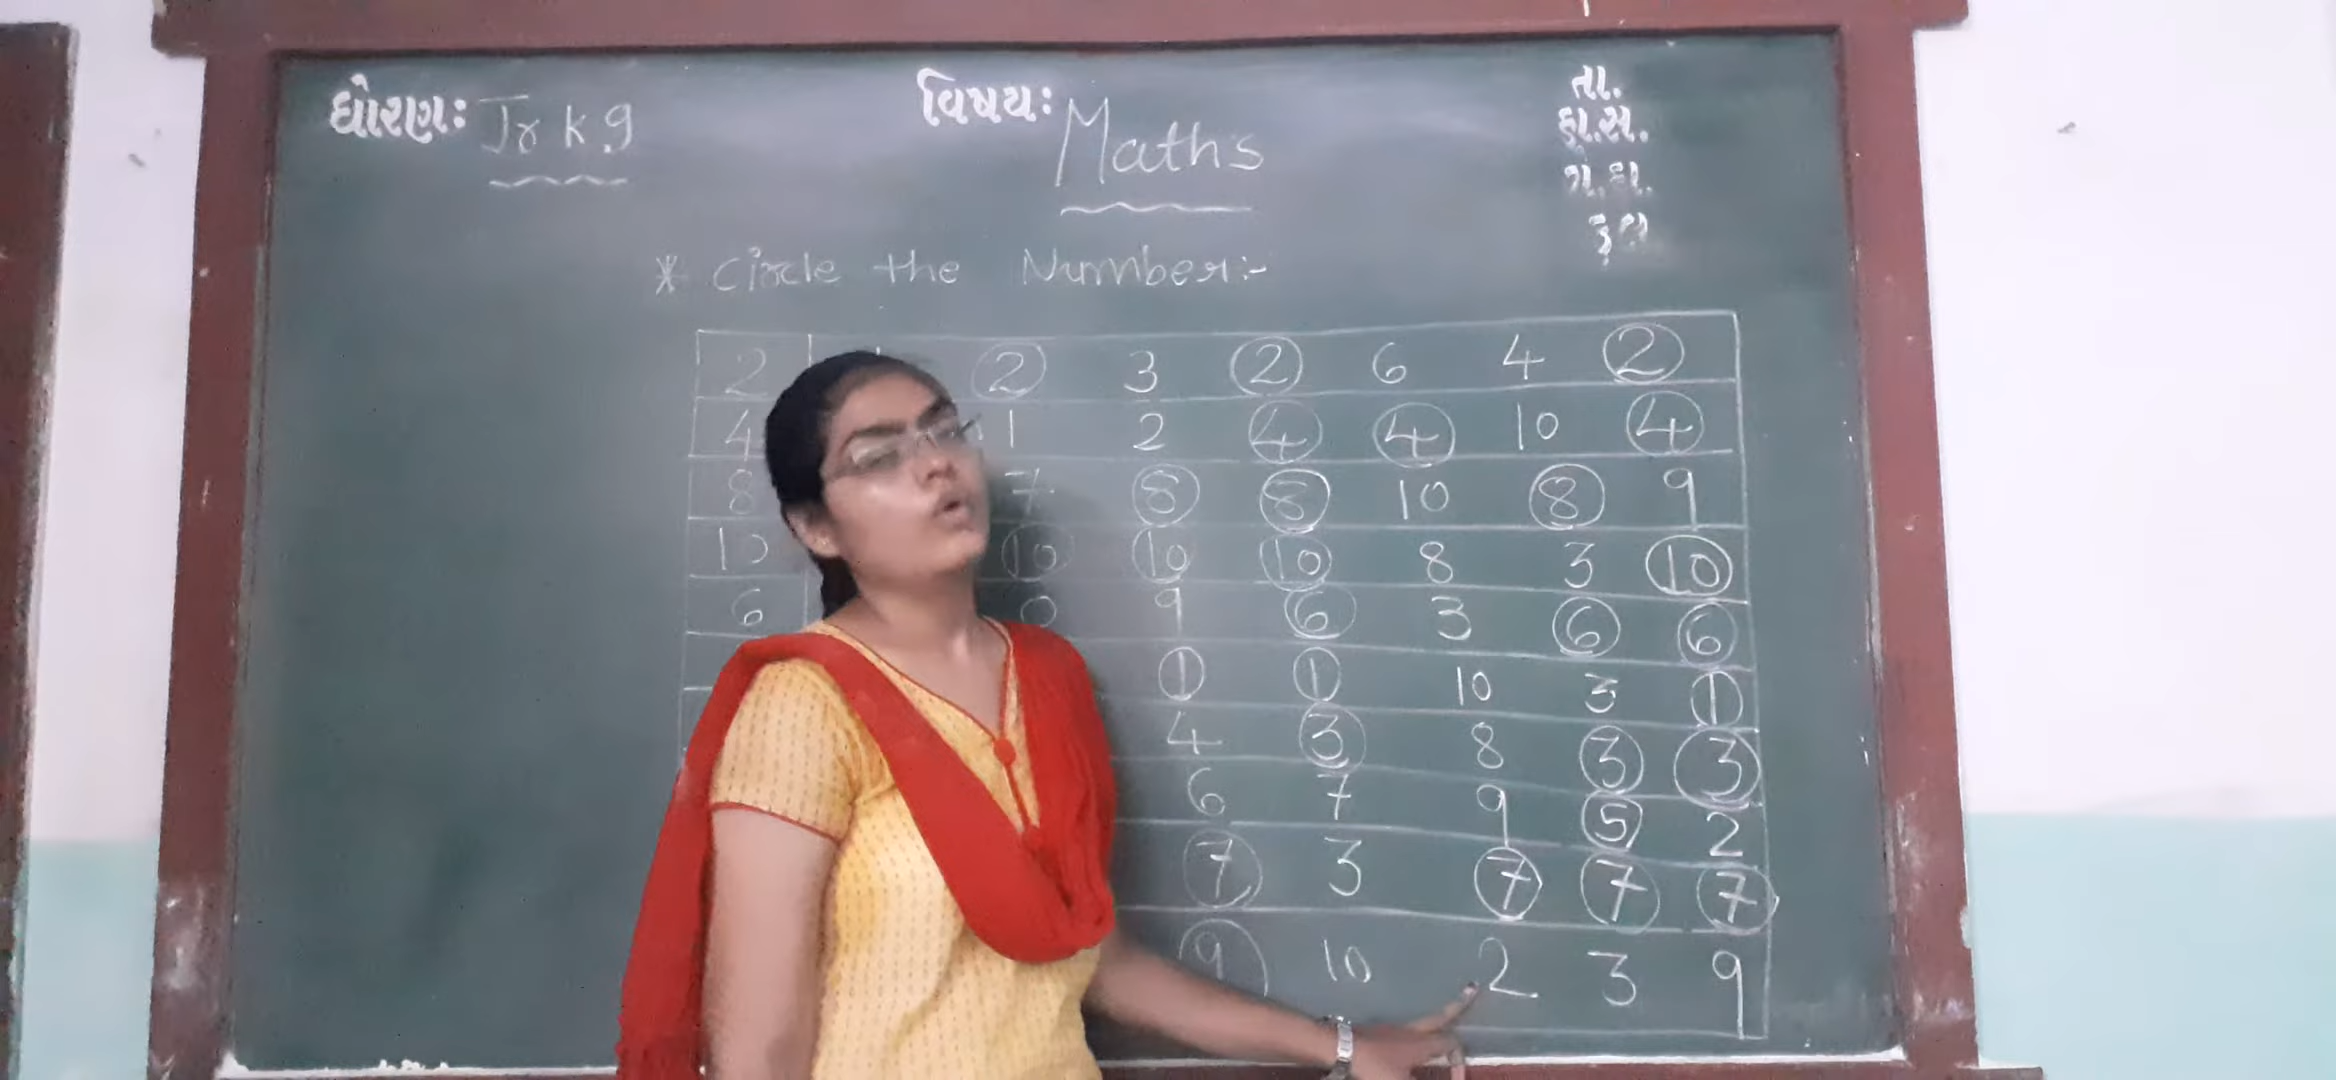 ધોરણ: Jr k.g વિષય: Maths તા.
હા.સ.
ગે.હા.
કુલ
* Circle the Number:-
2 2 3 2 6 4 2
4 1 2 4 4 10 4
8 7 8 8 10 8 9
10 10 10 10 8 3 10
6 9 6 3 6 6
1 1 10 3 1
4 3 8 3 3
6 7 9 5 2
7 3 7 7 7
9 10 2 3 9